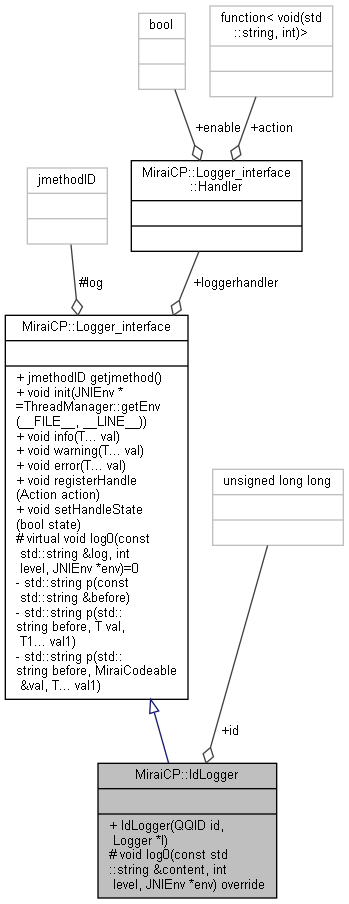 bool
function< void(std
::string, int)>
+enable
+action
jmethodID
MiraiCP::Logger_interface
::Handler
#log
+loggerhandler
MiraiCP::Logger_interface
+ jmethodID getjmethod()
+ void init(JNIEnv *
=ThreadManager::getEnv
(__FILE__, __LINE__))
+ void info(T... val)
+ void warning(T... val)
+ void error(T... val)
+ void registerHandle
(Action action)
+ void setHandleState
(bool state)
# virtual void log0(const
std::string &log, int
level, JNIEnv *env)=0
- std::string p(const
std::string &before)
- std::string p(std::
string before, T val,
T1... val1)
- std::string p(std::
string before, MiraiCodeable
&val, T... val1)
unsigned long long
+id
MiraiCP::IdLogger
+ IdLogger(QQID id,
Logger *l)
# void log0(const std
::string &content, int
level, JNIEnv *env) override